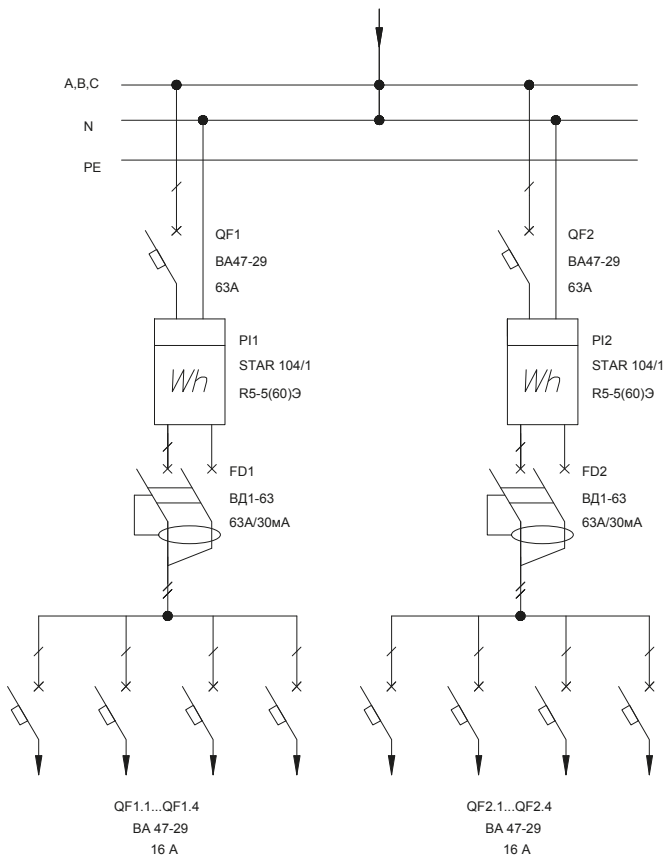 A,B,C
N
PE
QF1
ВА47-29
63А
QF2
ВА47-29
63А
PI1
STAR 104/1
R5-5(60)Э
Wh
PI2
STAR 104/1
R5-5(60)Э
Wh
FD1
ВД1-63
63А/30мА
FD2
ВД1-63
63А/30мА
QF1.1...QF1.4
ВА 47-29
16 А
QF2.1...QF2.4
ВА 47-29
16 А